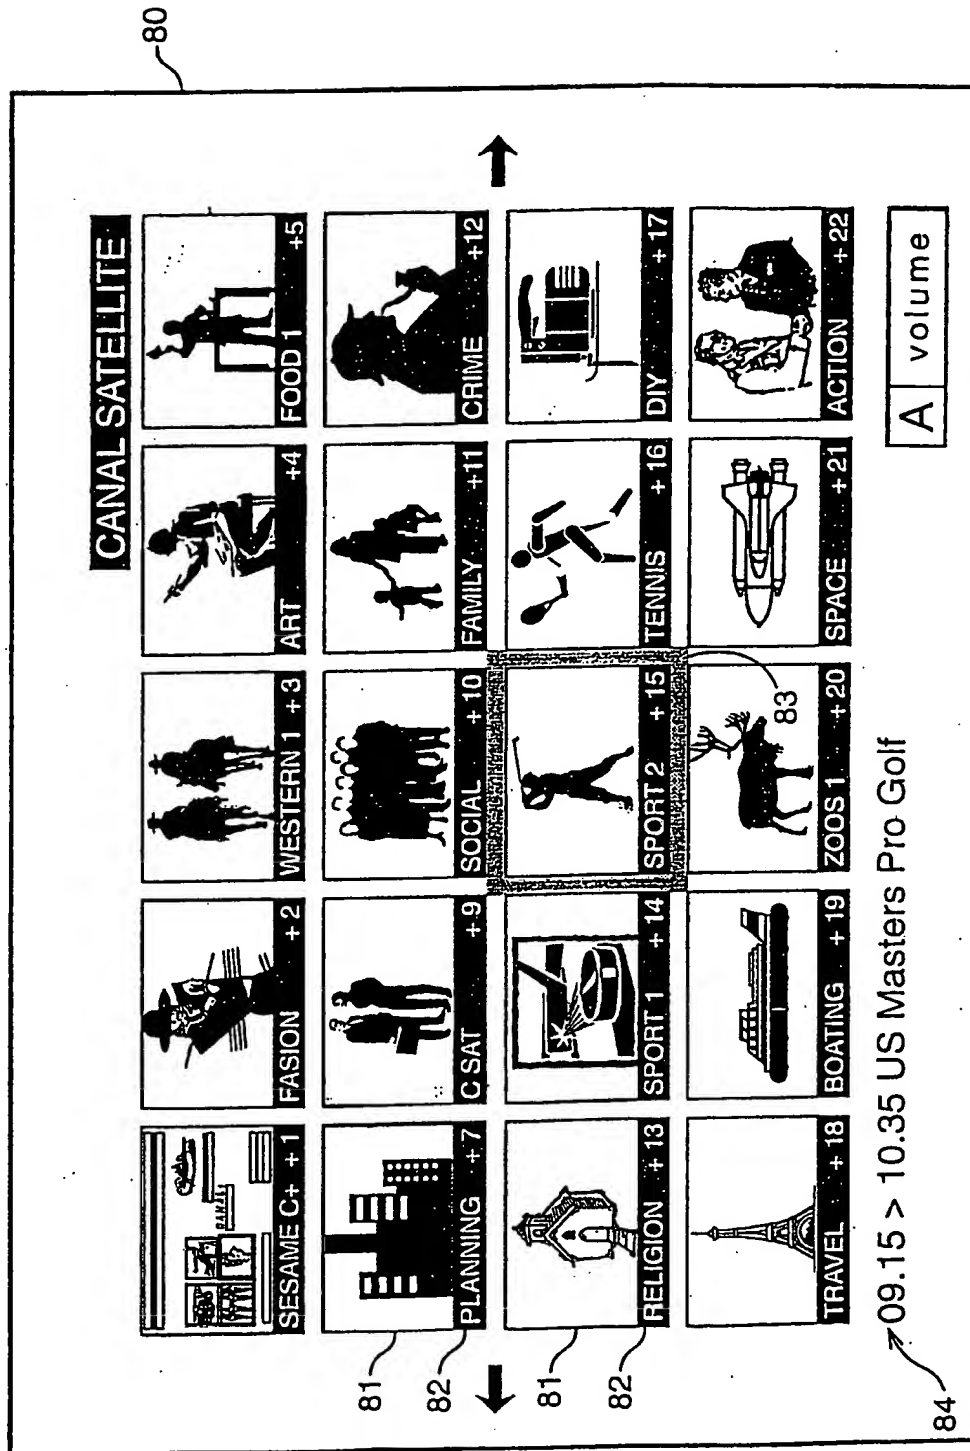 80
CANAL SATELLITE
SESAME C+ +1
FASION +2
WESTERN 1 +3
ART +4
FOOD 1 +5
81
82
PLANNING +7
C SAT +9
SOCIAL +10
FAMILY +11
CRIME +12
81
82
RELIGION +13
SPORT 1 +14
SPORT 2 +15
TENNIS +16
DIY +17
TRAVEL +18
BOATING +19
ZOOS 1 +20
SPACE +21
ACTION +22
83
84
09.15 > 10.35 US Masters Pro Golf
A volume